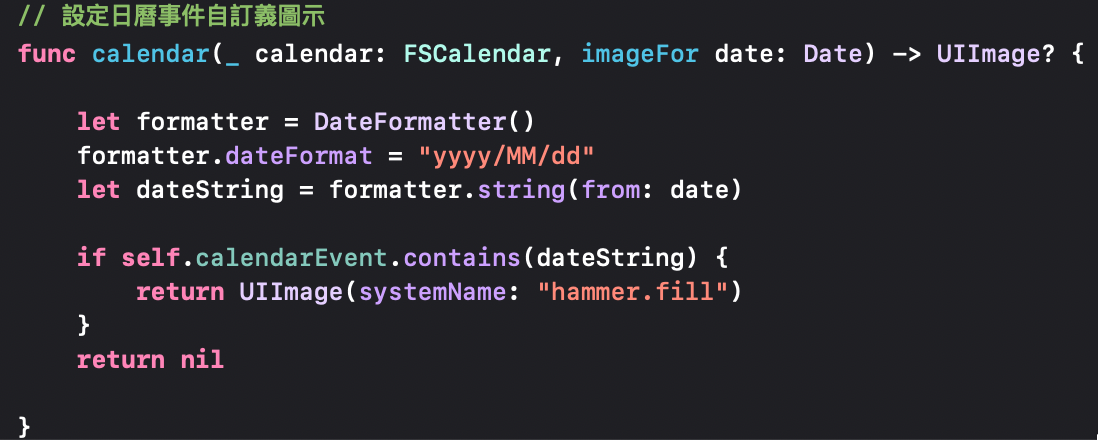 // 設定日曆事件自訂義圖示
func calendar(_ calendar: FSCalendar, imageFor date: Date) -> UIImage? {
let formatter = DateFormatter()
formatter.dateFormat = "yyyy/MM/dd"
let dateString = formatter.string(from: date)
if self.calendarEvent.contains(dateString) {
return UIImage(systemName: "hammer.fill")
}
return nil
}